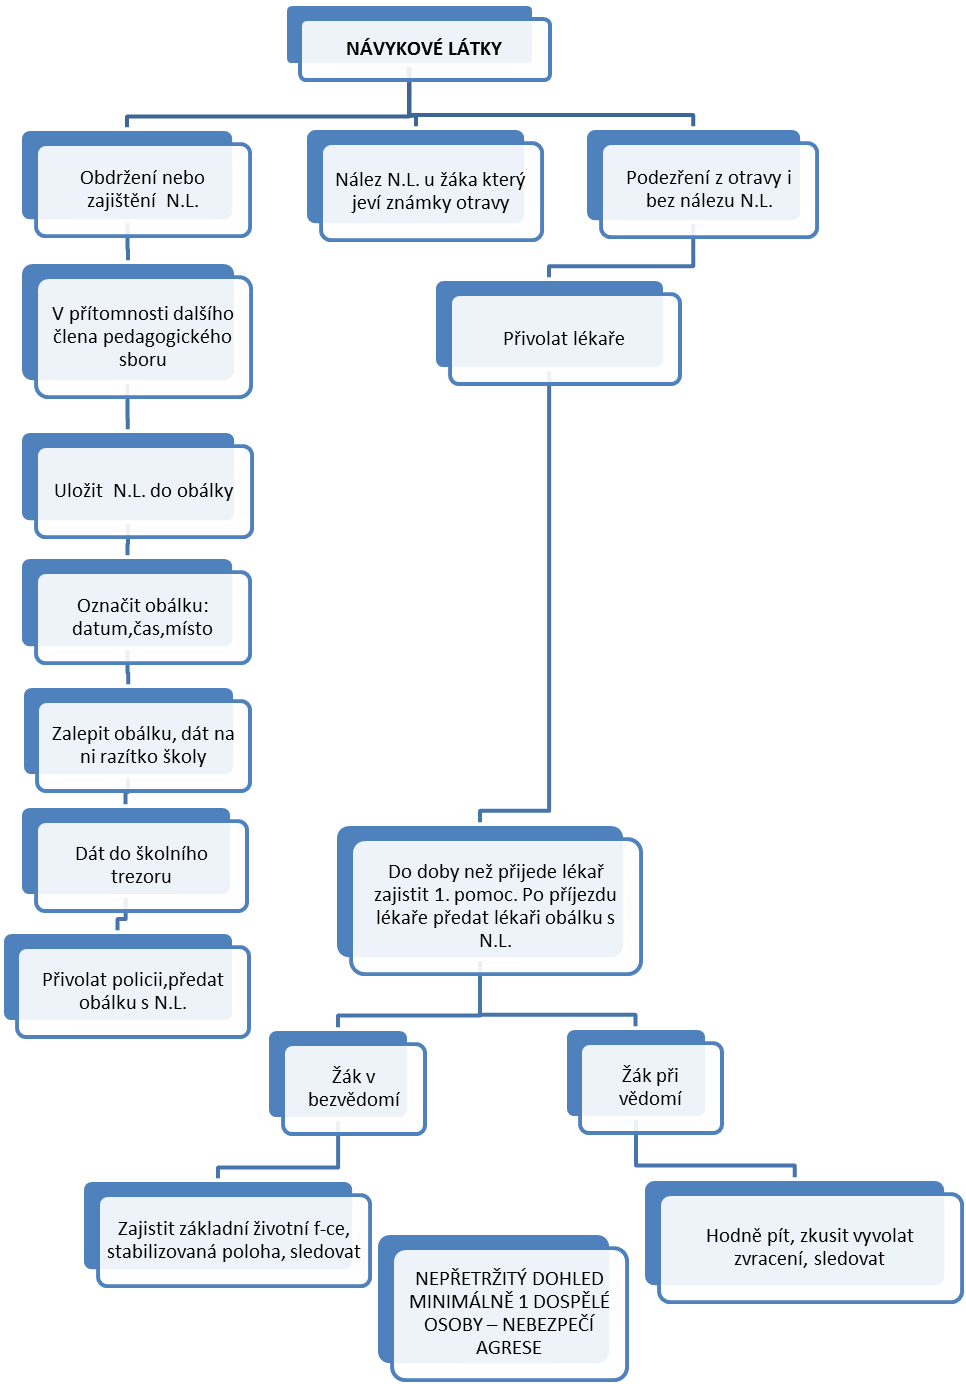 NÁVYKOVÉ LÁTKY
Obdržení nebo
zajištění  N.L.
Nález N.L. u žáka který
jeví známky otravy
Podezření z otravy i
bez nálezu N.L.
V přítomnosti dalšího
člena pedagogického
sboru
Přivolat lékaře
Uložit  N.L. do obálky
Označit obálku:
datum,čas,místo
Zalepit obálku, dát na
ni razítko školy
Dát do školního
trezoru
Přivolat policii,předat
obálku s N.L.
Do doby než přijede lékař
zajistit 1. pomoc. Po příjezdu
lékaře předat lékaři obálku s
N.L.
Žák v
bezvědomí
Žák při
vědomí
Zajistit základní životní f-ce,
stabilizovaná poloha, sledovat
Hodně pít, zkusit vyvolat
zvracení, sledovat
NEPŘETRŽITÝ DOHLED
MINIMÁLNĚ 1 DOSPĚLÉ
OSOBY – NEBEZPEČÍ
AGRESE